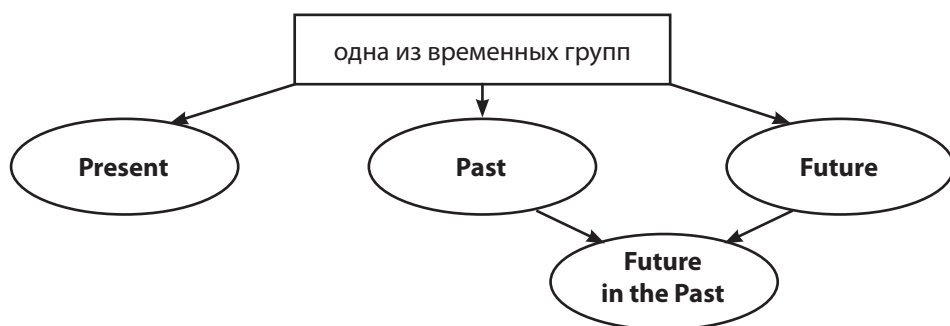 одна из временных групп
Present
Past
Future
Future
in the Past